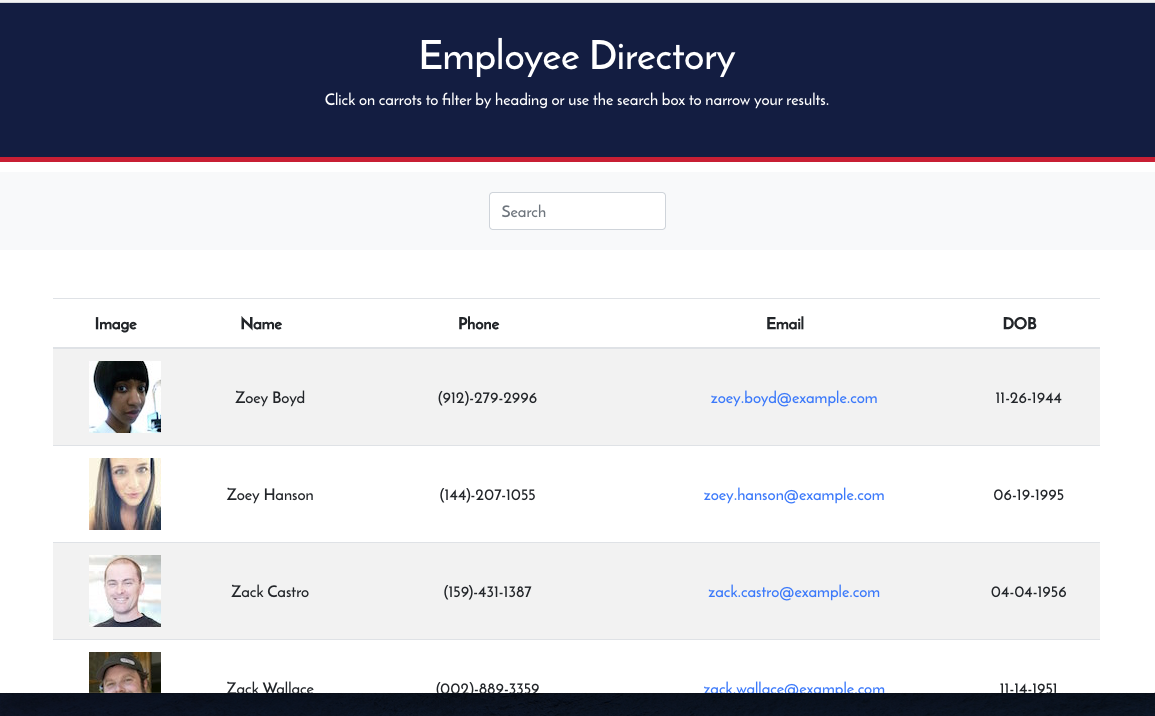 Employee Directory
Click on carrots to filter by heading or use the search box to narrow your results.
Search
Image Name Phone Email DOB
Zoey Boyd (912)-279-2996 zoey.boyd@example.com 11-26-1944
Zoey Hanson (144)-207-1055 zoey.hanson@example.com 06-19-1995
Zack Castro (159)-431-1387 zack.castro@example.com 04-04-1956
Zack Wallace (002)-889-3359 zack.wallace@example.com 11-14-1951